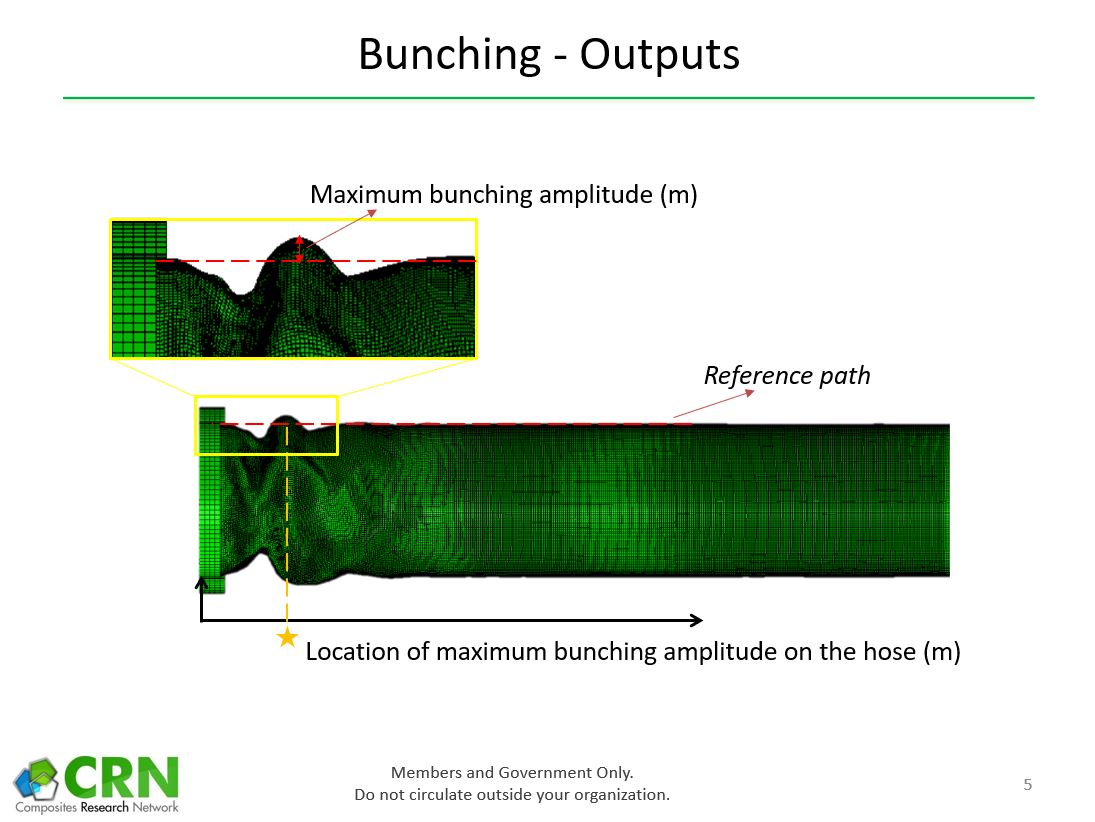 Bunching - Outputs
Maximum bunching amplitude (m)
Reference path
Location of maximum bunching amplitude on the hose (m)
CRN
Composites Research Network
Members and Government Only.
Do not circulate outside your organization.
5